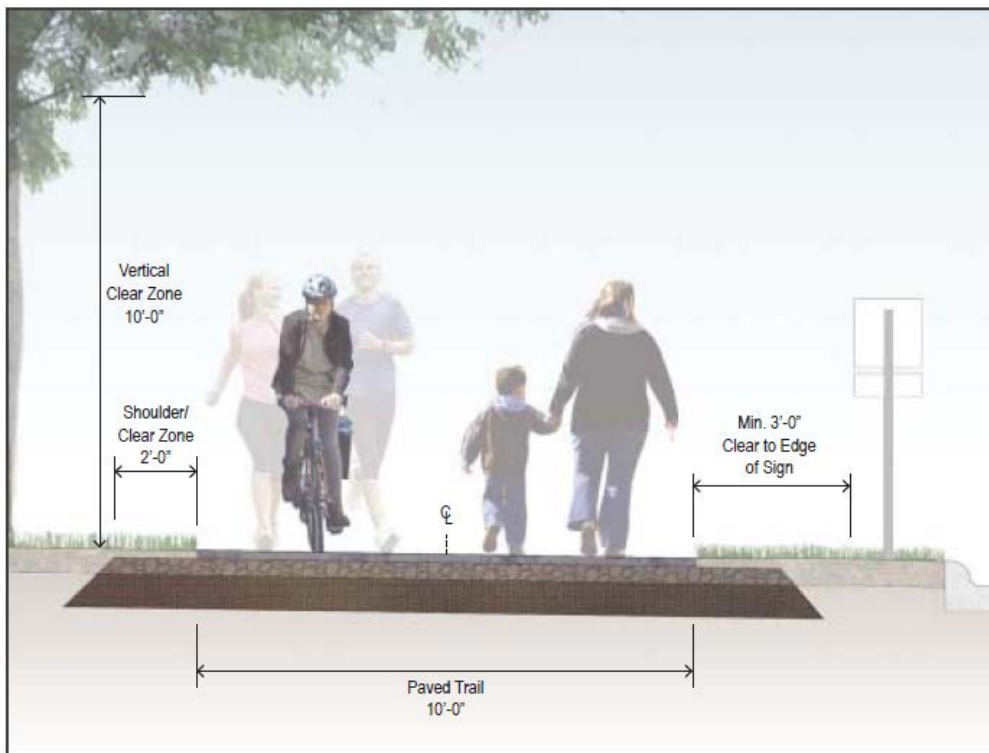 Vertical
Clear Zone
10’-0”
Shoulder/
Clear Zone
2’-0”
Min. 3’-0”
Clear to Edge
of Sign
℄
Paved Trail
10’-0”